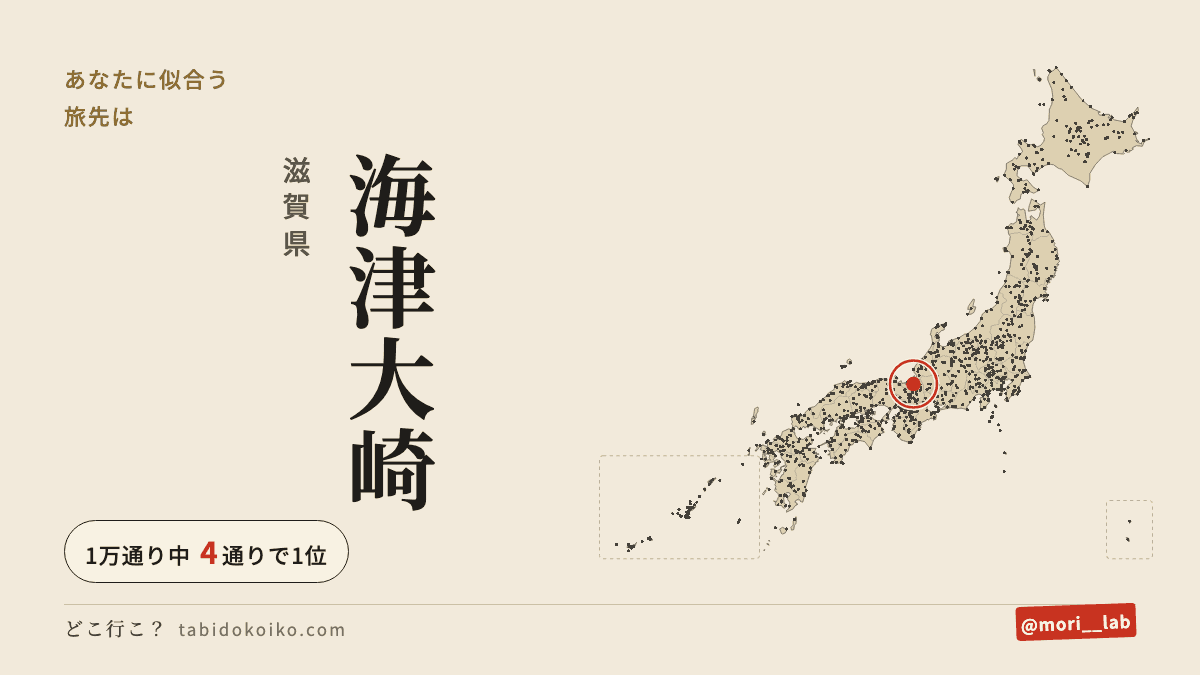 あなたに似合う
旅先は
海津大崎
滋賀県
1万通り中 4通りで1位
どこ行こ？ tabidokoiko.com
@mori__lab